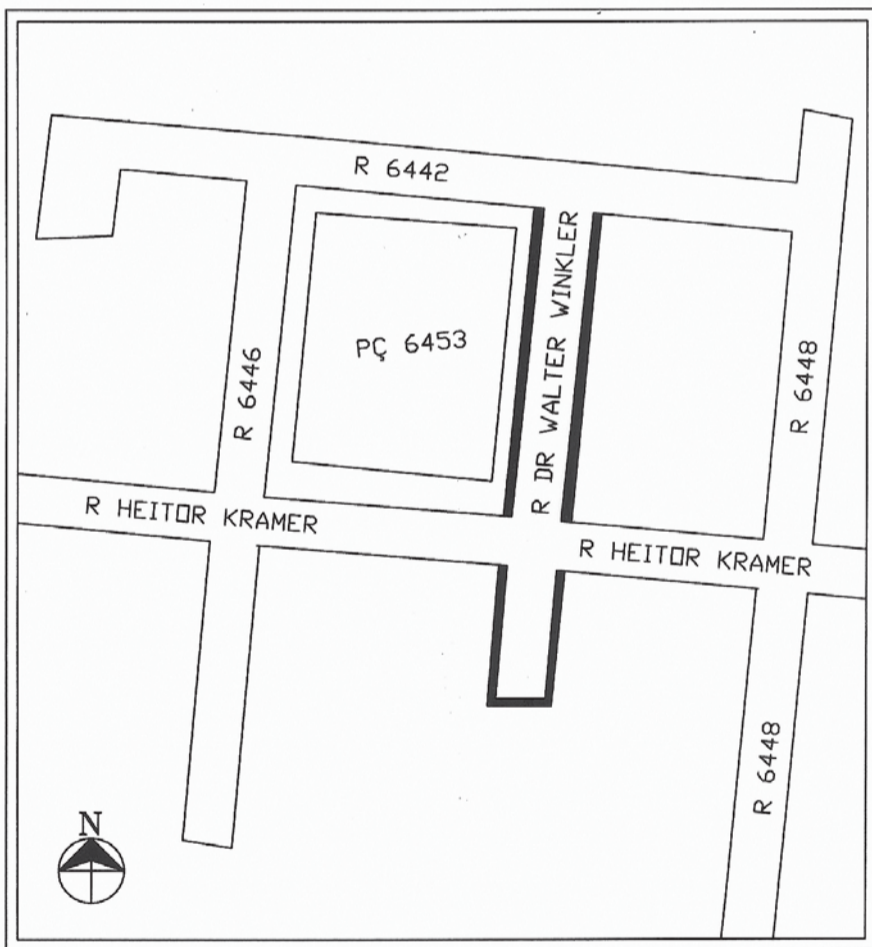 R 6442
R DR WALTER WINKLER
PÇ 6453
R 6446
R 6448
R HEITOR KRAMER
R HEITOR KRAMER
R 6448
N